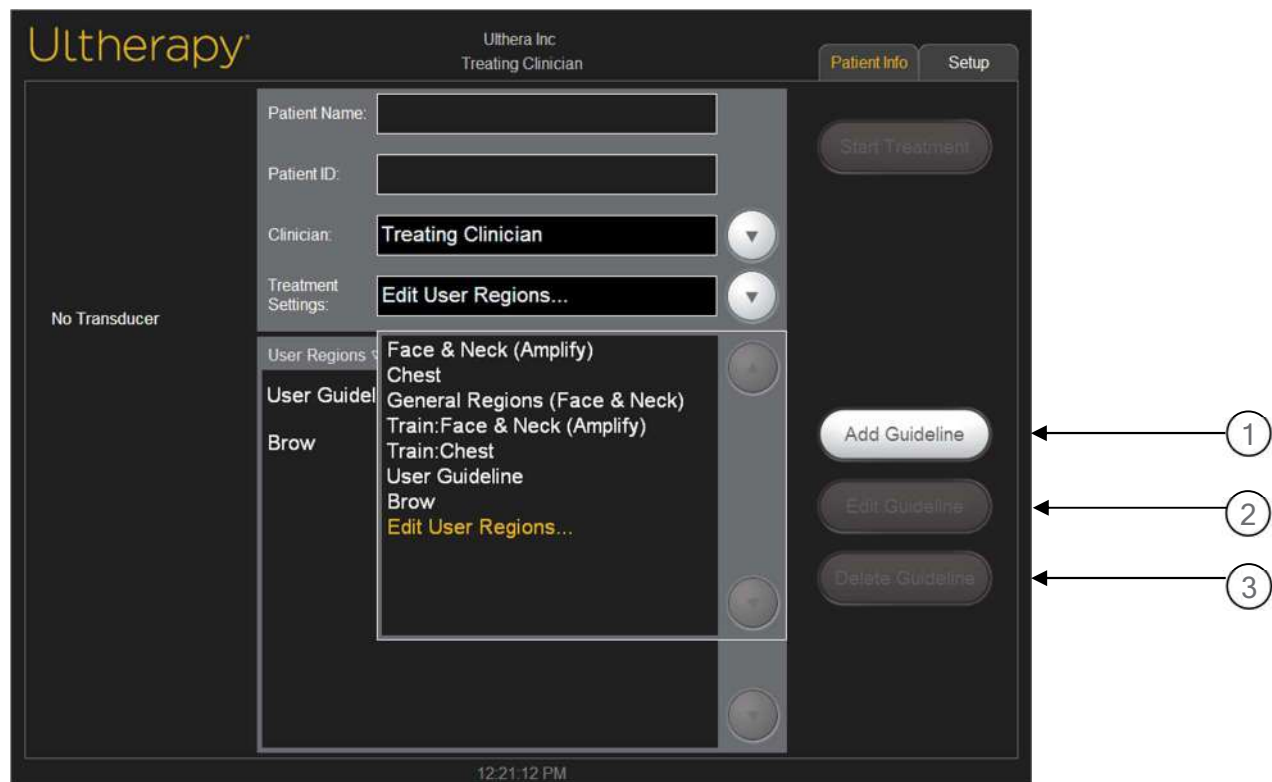 Ultherapy®
Ulthera Inc
Treating Clinician
Patient Info
Setup
Patient Name:
Patient ID:
Clinician:
Treating Clinician
▼
Treatment
Settings:
Edit User Regions...
▼
Start Treatment
No Transducer
User Regions
User Guidel
Brow
Face & Neck (Amplify)
Chest
General Regions (Face & Neck)
Train:Face & Neck (Amplify)
Train:Chest
User Guideline
Brow
Edit User Regions...
Add Guideline
1
Edit Guideline
2
Delete Guideline
3
12:21:12 PM